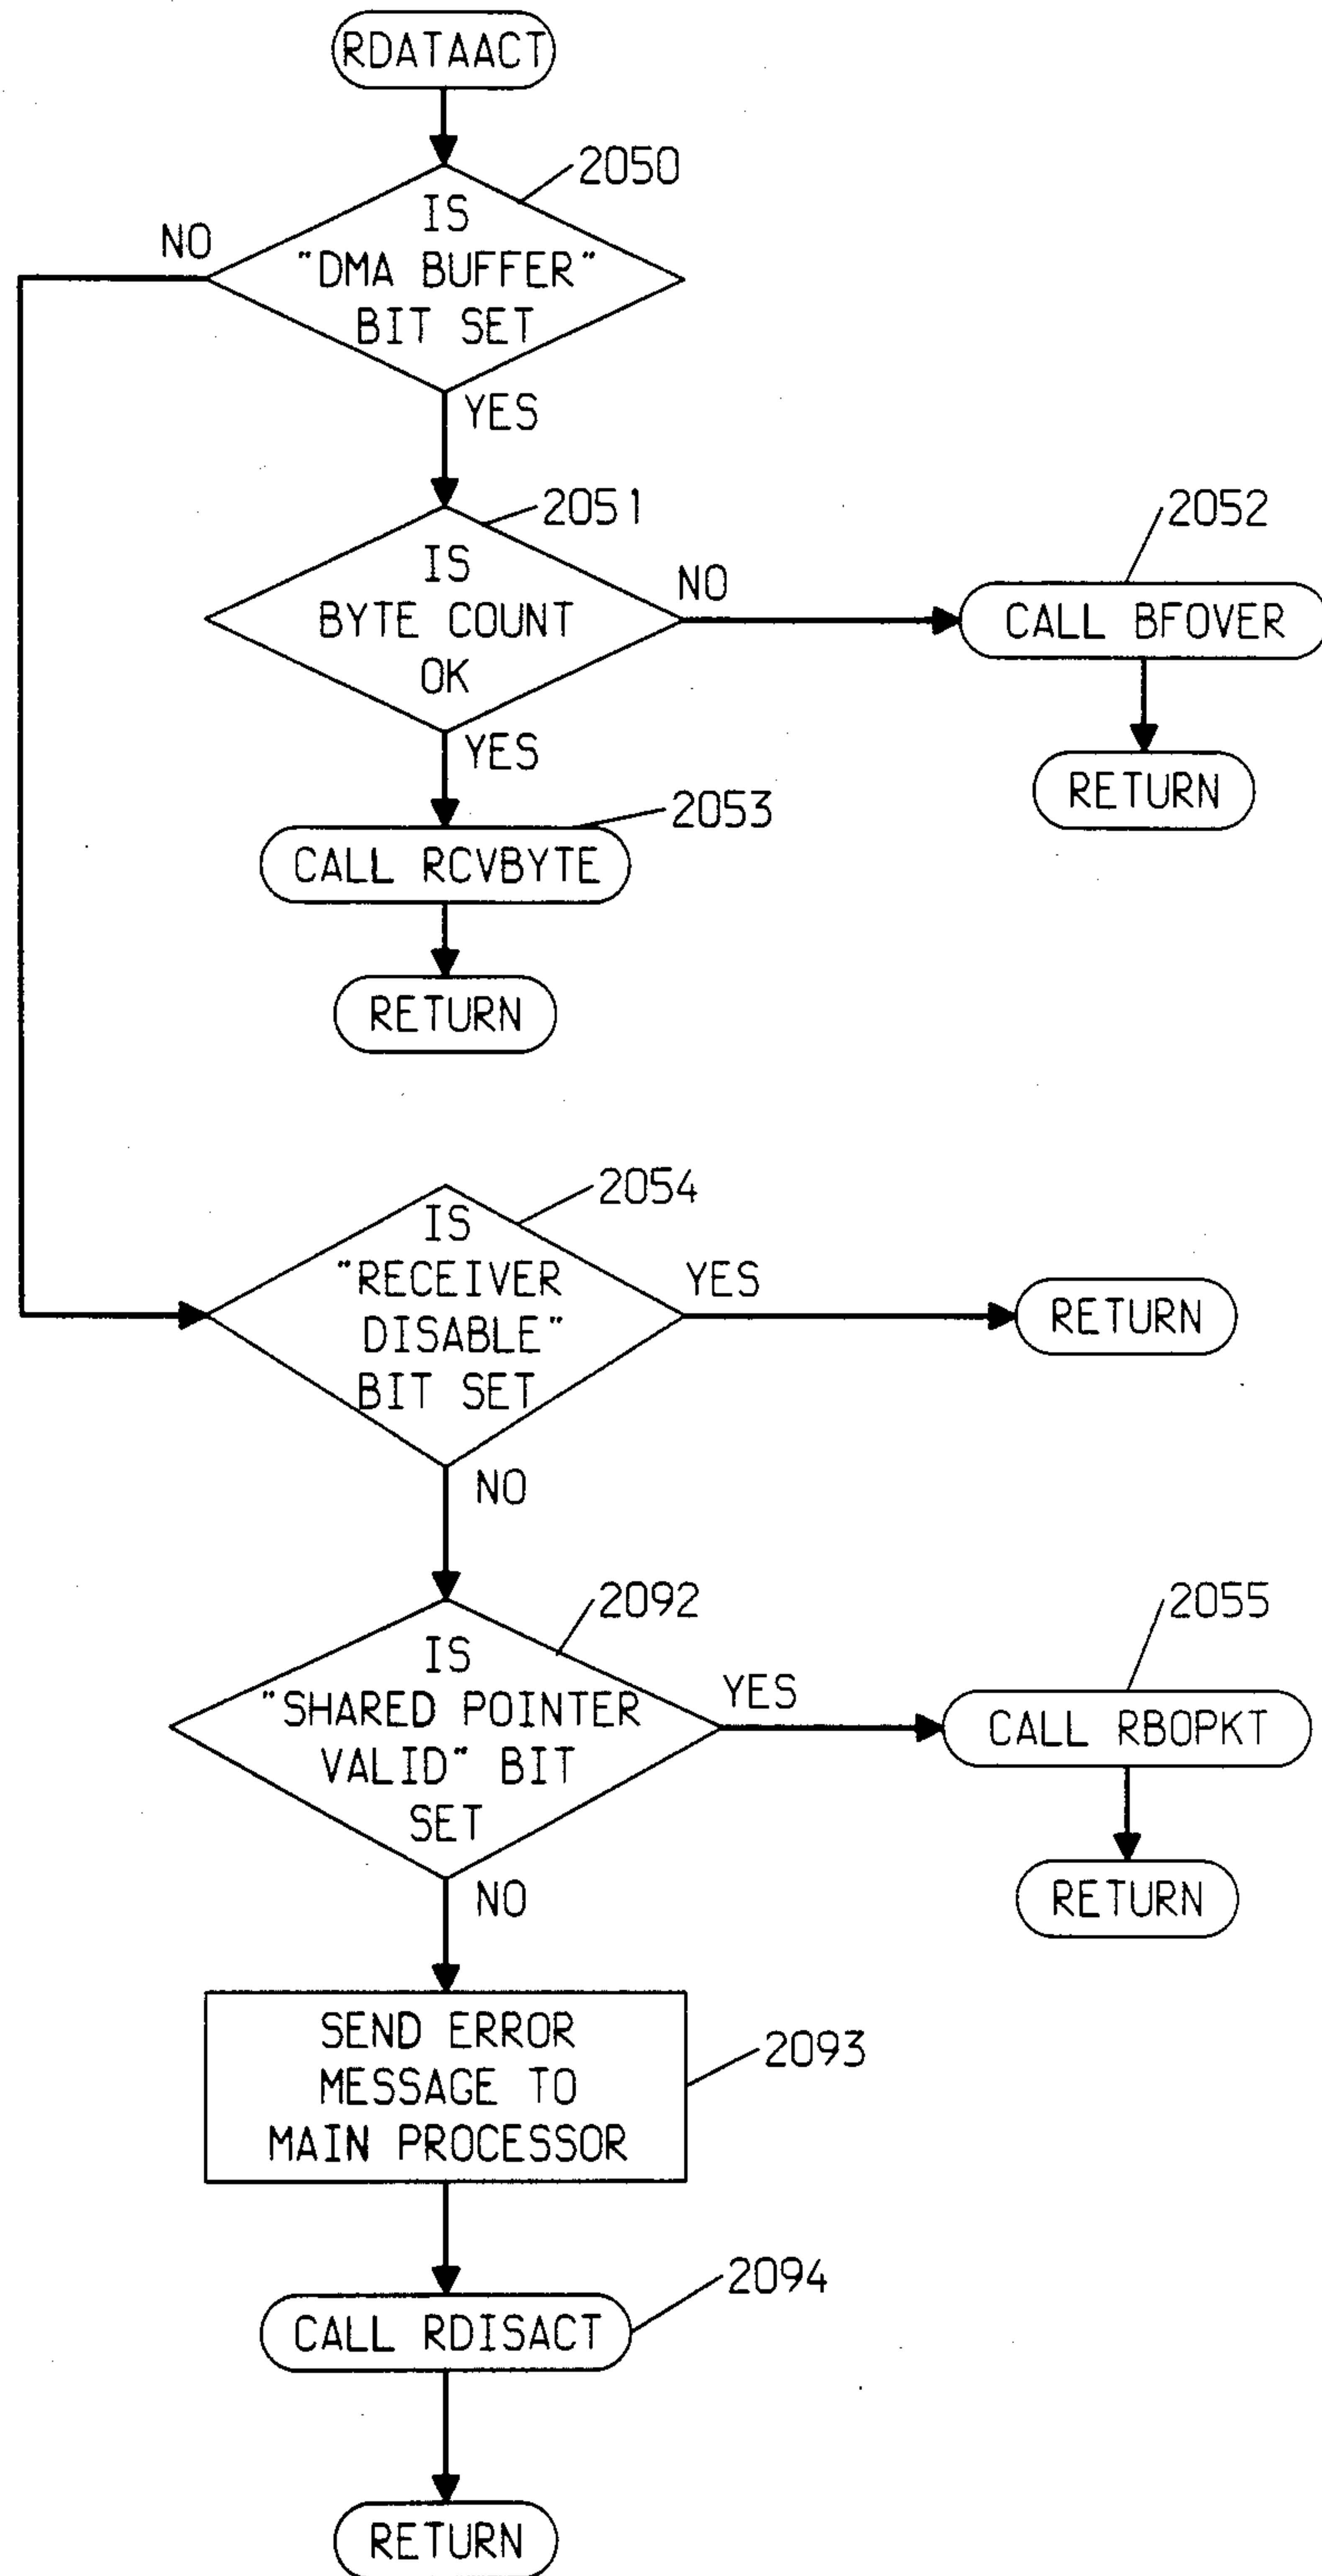 RDATAACT
2050
IS
"DMA BUFFER"
BIT SET
NO
YES
2051
IS
BYTE COUNT
OK
NO
2052
CALL BFOVER
RETURN
YES
2053
CALL RCVBYTE
RETURN
2054
IS
"RECEIVER
DISABLE"
BIT SET
YES
RETURN
NO
2092
IS
"SHARED POINTER
VALID" BIT
SET
YES
2055
CALL RBOPKT
RETURN
NO
SEND ERROR
MESSAGE TO
MAIN PROCESSOR
2093
2094
CALL RDISACT
RETURN